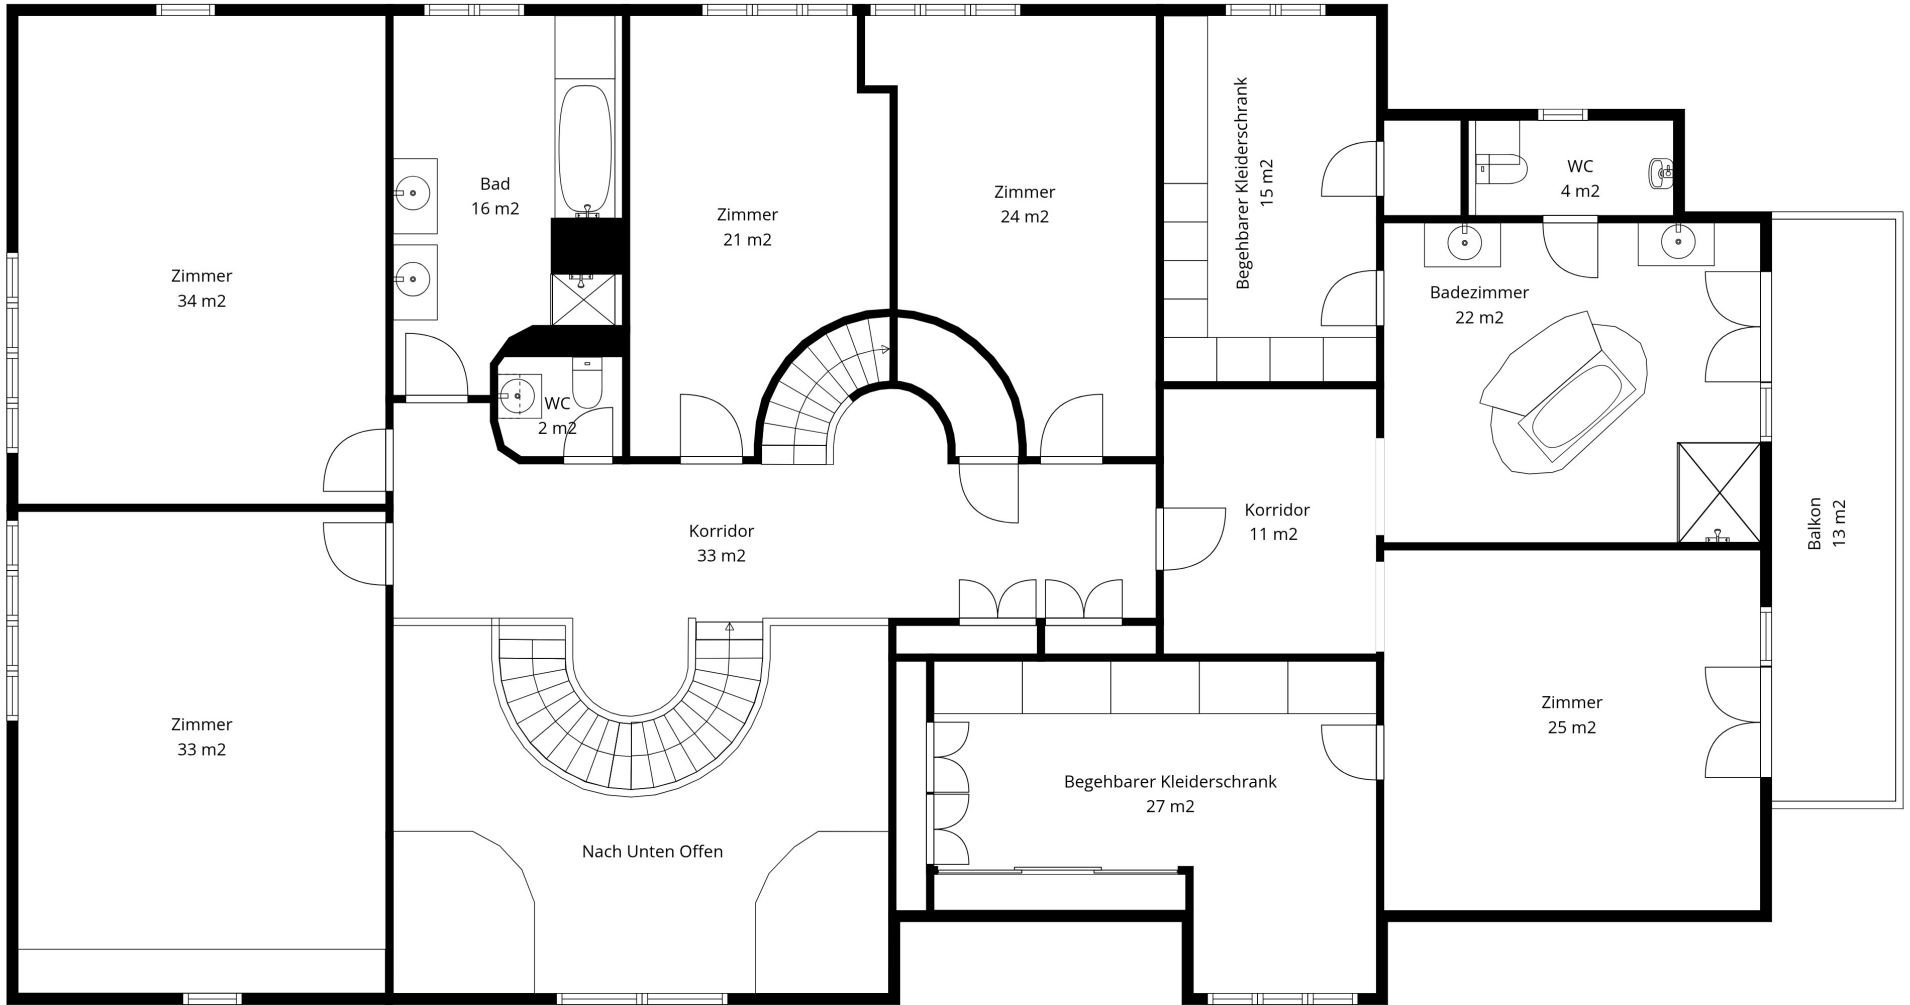 Zimmer
34 m2
Bad
16 m2
WC
2 m2
Zimmer
21 m2
Zimmer
24 m2
Begehbarer Kleiderschrank
15 m2
WC
4 m2
Badezimmer
22 m2
Korridor
33 m2
Korridor
11 m2
Balkon
13 m2
Zimmer
33 m2
Nach Unten Offen
Begehbarer Kleiderschrank
27 m2
Zimmer
25 m2